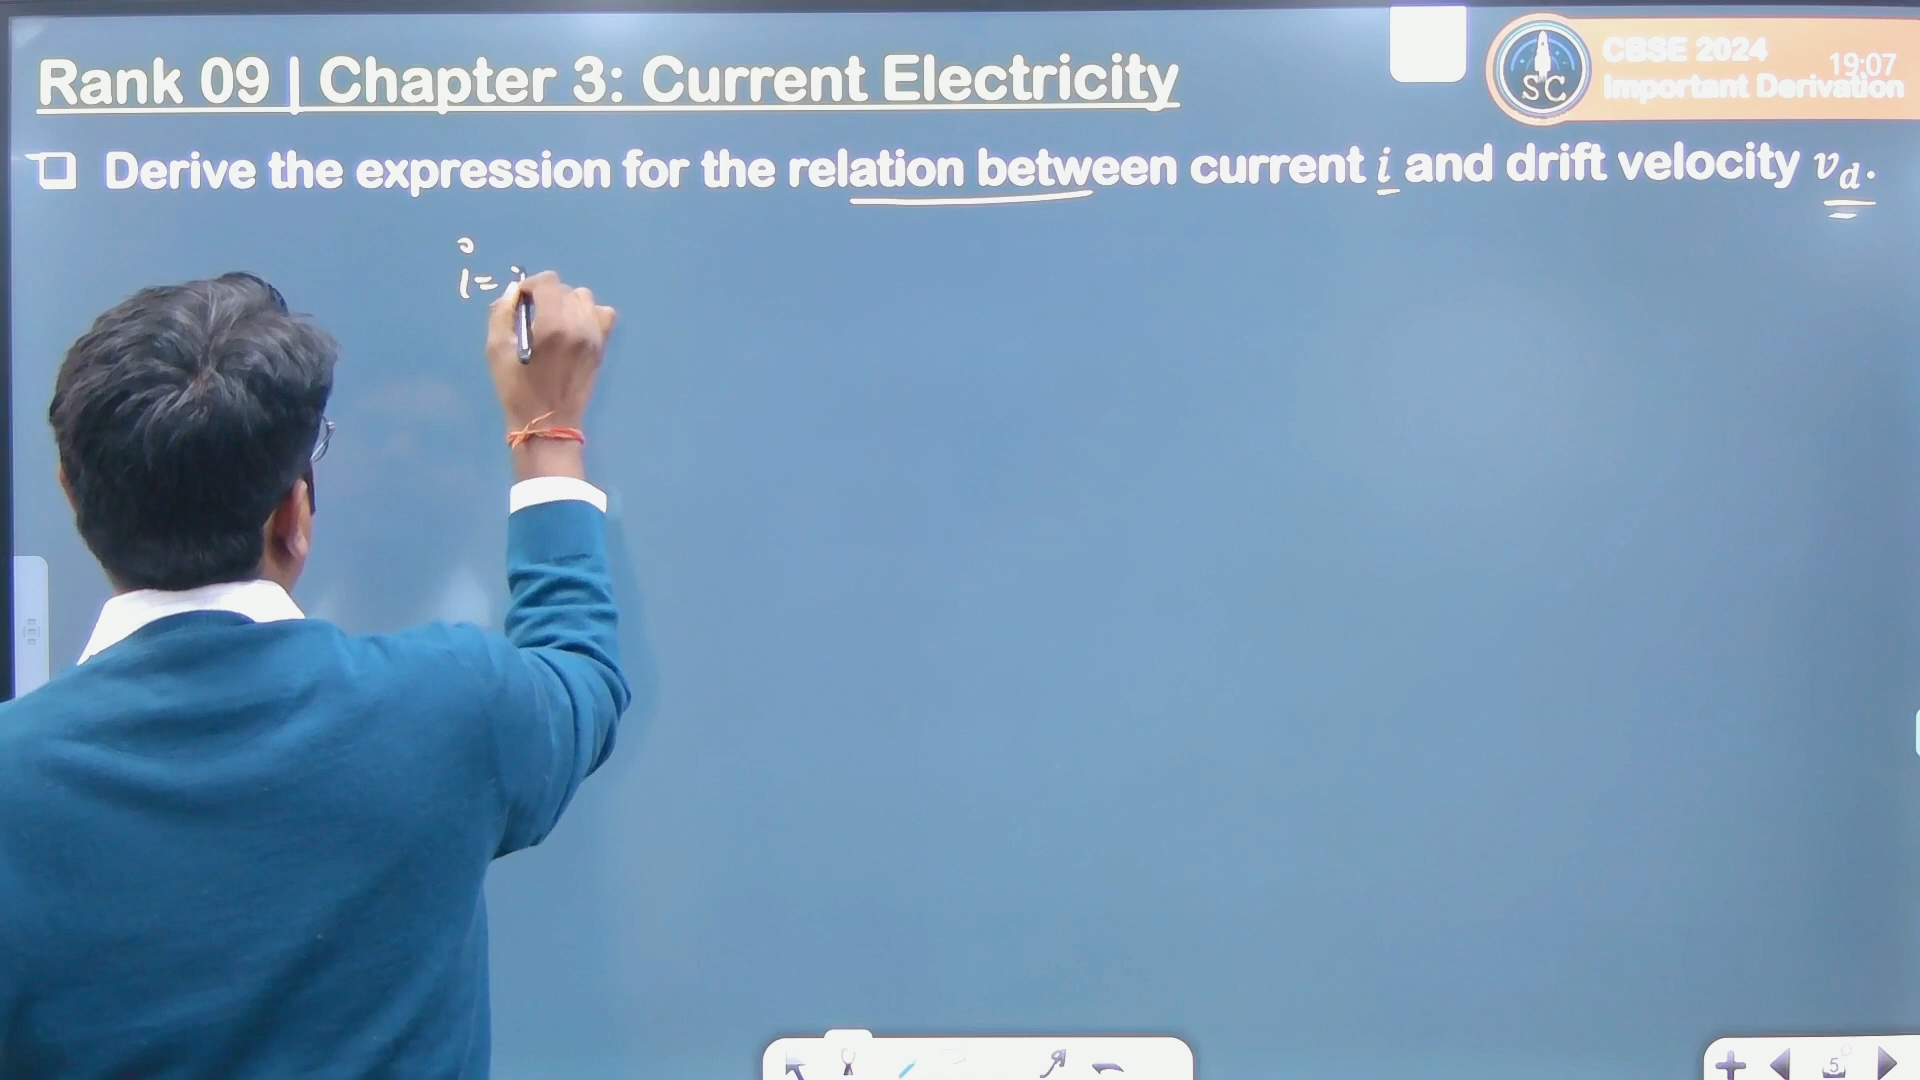 Rank 09 | Chapter 3: Current Electricity
CBSE 2024
19:07
Important Derivation
SC
❑ Derive the expression for the relation between current i and drift velocity v_d.
i =
5